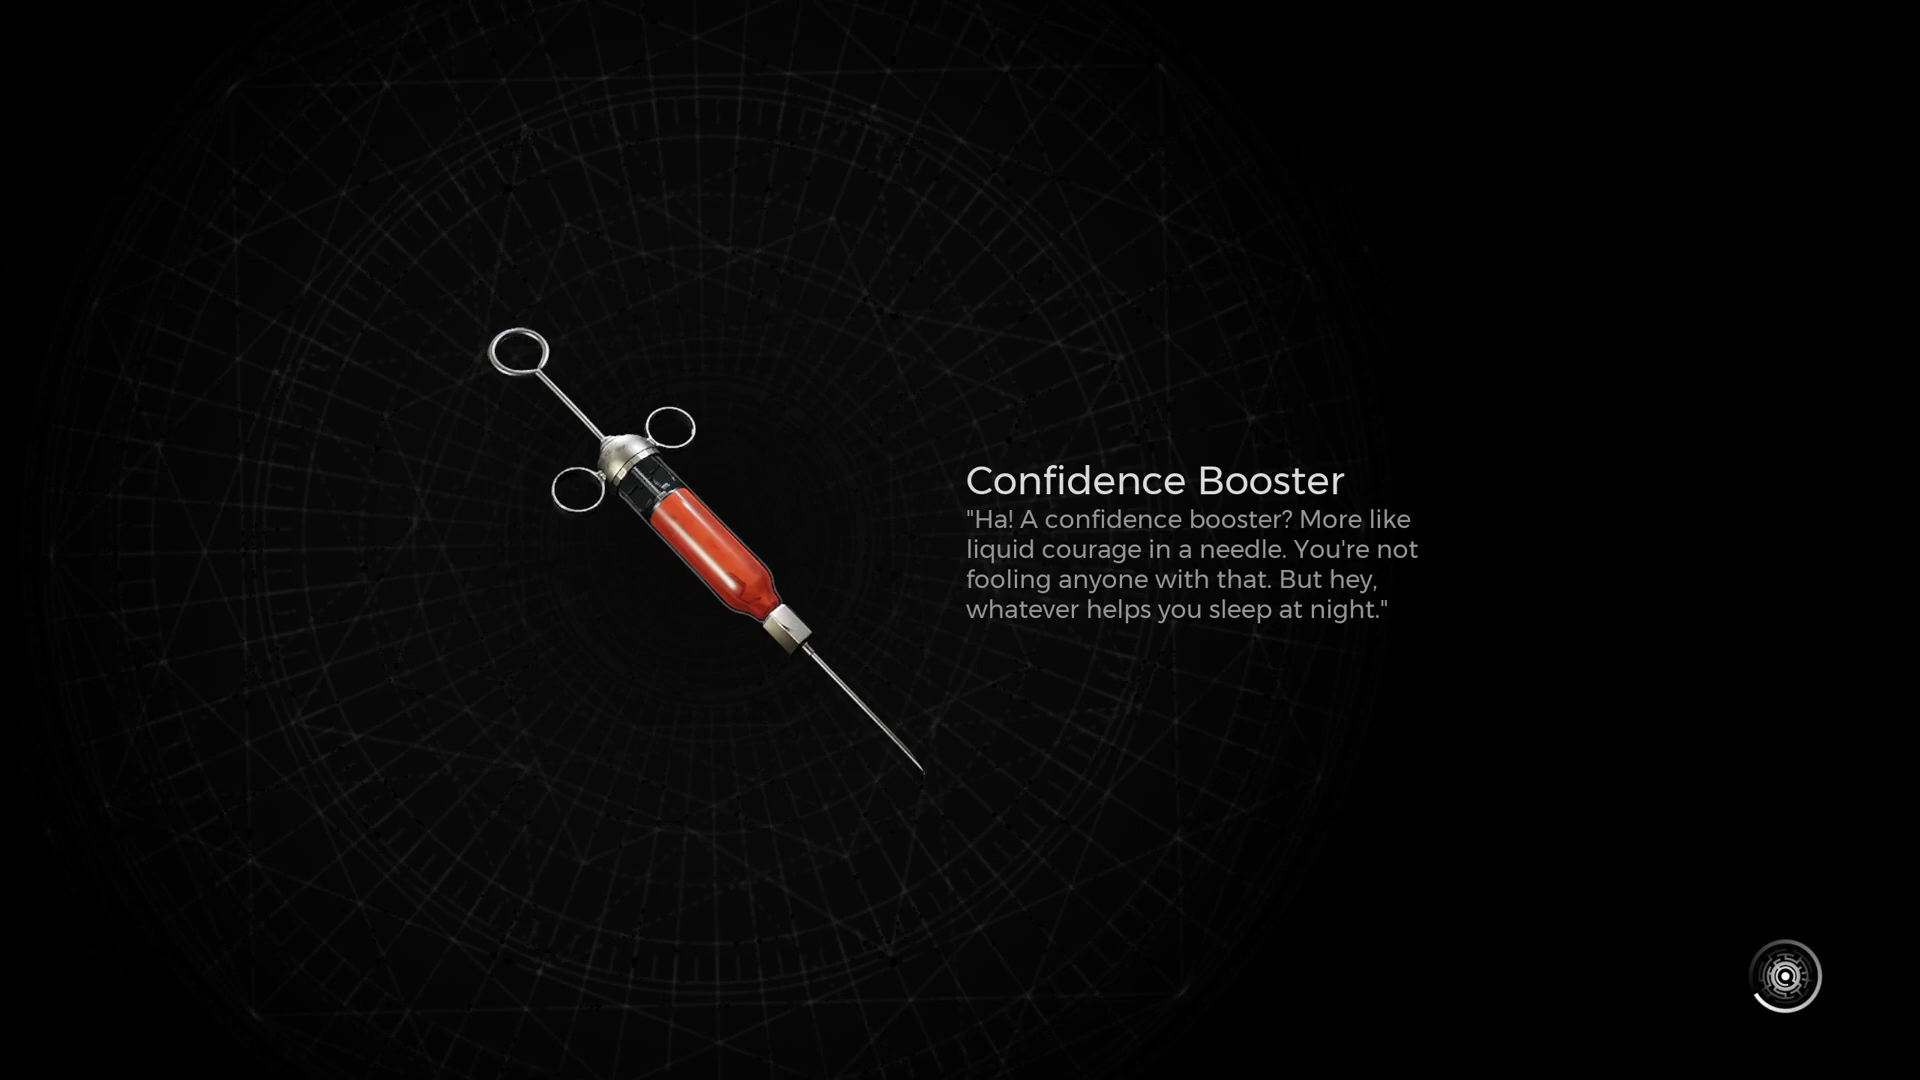 Confidence Booster
"Ha! A confidence booster? More like
liquid courage in a needle. You're not
fooling anyone with that. But hey,
whatever helps you sleep at night."